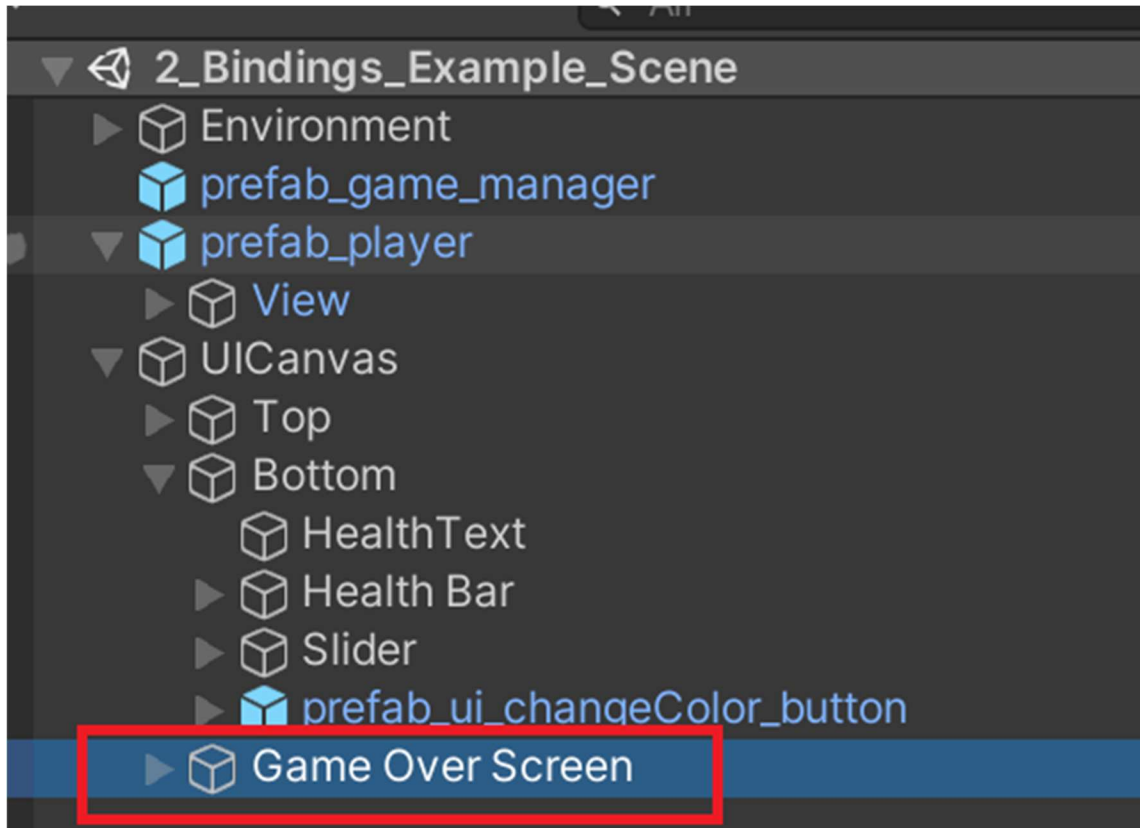 2_Bindings_Example_Scene
Environment
prefab_game_manager
prefab_player
View
UICanvas
Top
Bottom
HealthText
Health Bar
Slider
prefab_ui_changeColor_button
Game Over Screen